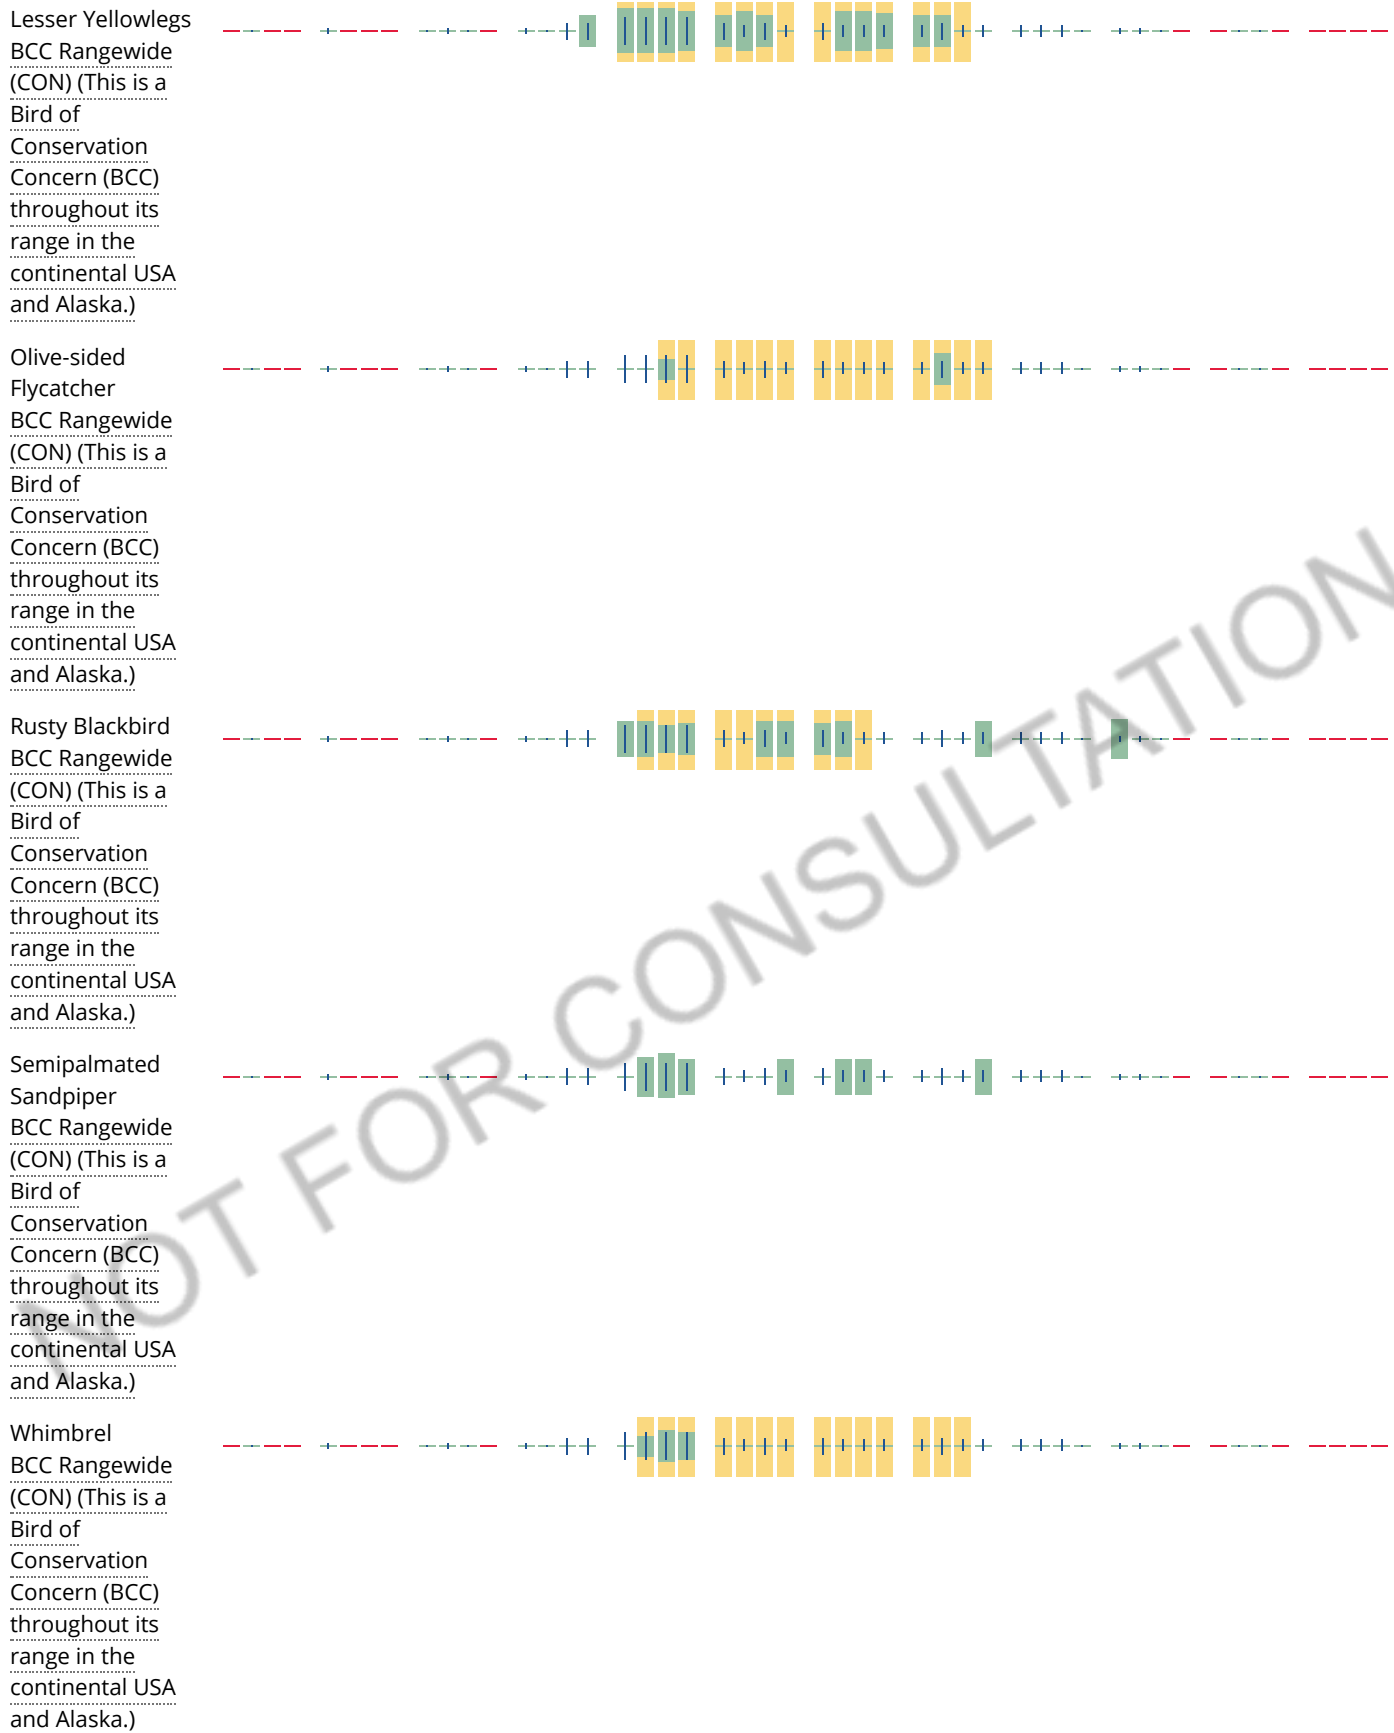 Lesser Yellowlegs
BCC Rangewide
(CON) (This is a
Bird of
Conservation
Concern (BCC)
throughout its
range in the
continental USA
and Alaska.)
Olive-sided
Flycatcher
BCC Rangewide
(CON) (This is a
Bird of
Conservation
Concern (BCC)
throughout its
range in the
continental USA
and Alaska.)
Rusty Blackbird
BCC Rangewide
(CON) (This is a
Bird of
Conservation
Concern (BCC)
throughout its
range in the
continental USA
and Alaska.)
Semipalmated
Sandpiper
BCC Rangewide
(CON) (This is a
Bird of
Conservation
Concern (BCC)
throughout its
range in the
continental USA
and Alaska.)
Whimbrel
BCC Rangewide
(CON) (This is a
Bird of
Conservation
Concern (BCC)
throughout its
range in the
continental USA
and Alaska.)
NOT FOR CONSULTATION